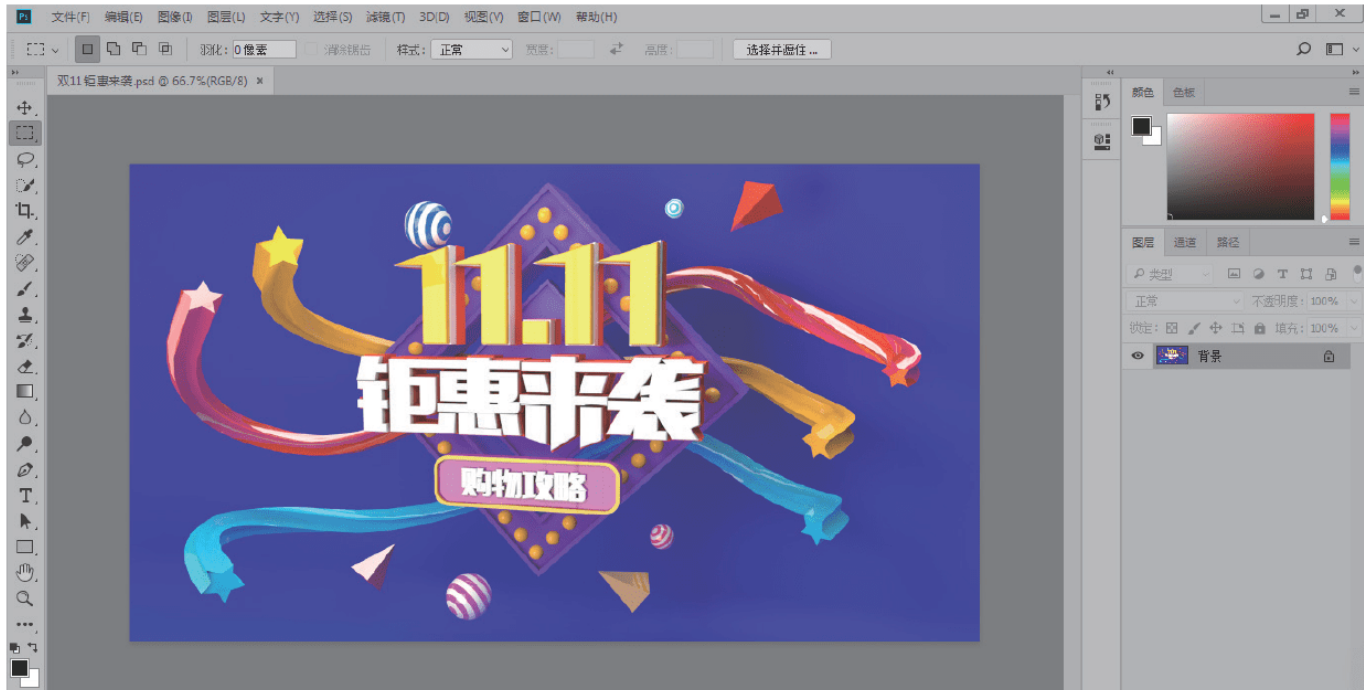 Ps 文件(F) 编辑(E) 图像(I) 图层(L) 文字(Y) 选择(S) 滤镜(T) 3D(D) 视图(V) 窗口(W) 帮助(H)
羽化: 0像素 消除锯齿 样式: 正常 宽度: 高度: 选择并遮住 ...
双11钜惠来袭.psd @ 66.7%(RGB/8) ×
颜色 色板
11.11
钜惠来袭
购物攻略
图层 通道 路径
类型
正常 不透明度: 100%
锁定: 填充: 100%
背景